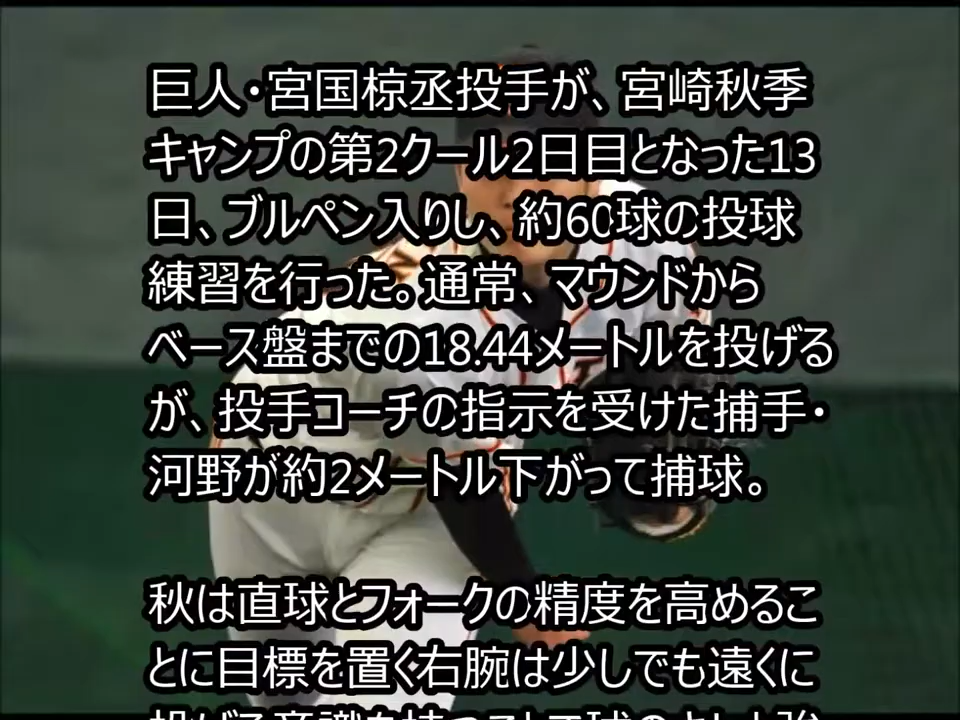 巨人・宮国椋丞投手が、宮崎秋季
キャンプの第2クール2日目となった13
日、ブルペン入りし、約60球の投球
練習を行った。通常、マウンドから
ベース盤までの18.44メートルを投げる
が、投手コーチの指示を受けた捕手・
河野が約2メートル下がって捕球。
秋は直球とフォークの精度を高めるこ
とに目標を置く右腕は少しでも遠くに